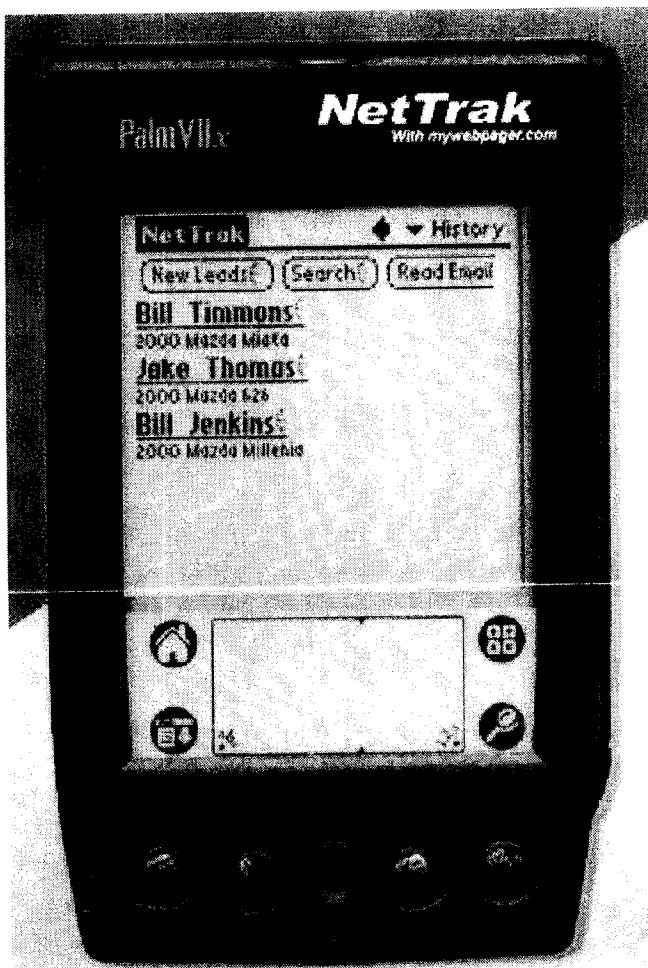 PalmVIIx
NetTrak
With mywebpager.com
NetTrak
History
New Leads Search Read Email
Bill Timmons
2000 Mazda Miata
Jake Thomas
2000 Mazda 626
Bill Jenkins
2000 Mazda Millenia